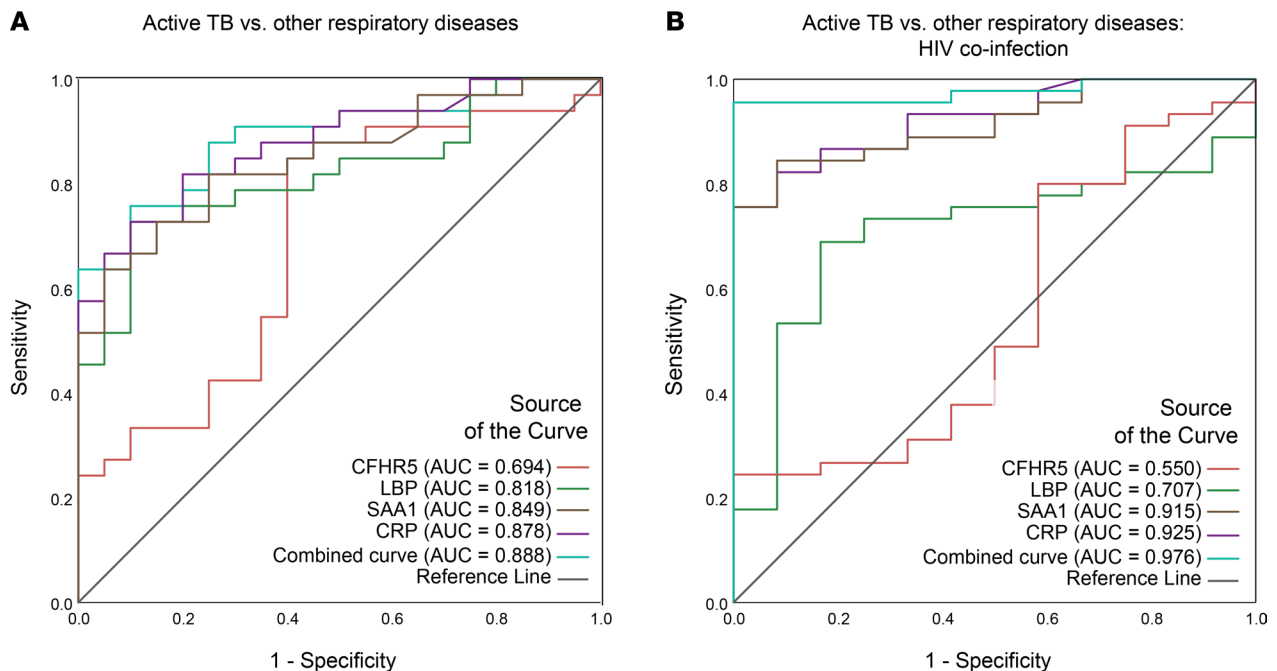 A
Active TB vs. other respiratory diseases
1.0
0.8
0.6
0.4
0.2
0.0
Sensitivity
Source
of the Curve
CFHR5 (AUC = 0.694)
LBP (AUC = 0.818)
SAA1 (AUC = 0.849)
CRP (AUC = 0.878)
Combined curve (AUC = 0.888)
Reference Line
0.0 0.2 0.4 0.6 0.8 1.0
1 - Specificity
B
Active TB vs. other respiratory diseases:
HIV co-infection
1.0
0.8
0.6
0.4
0.2
0.0
Sensitivity
Source
of the Curve
CFHR5 (AUC = 0.550)
LBP (AUC = 0.707)
SAA1 (AUC = 0.915)
CRP (AUC = 0.925)
Combined curve (AUC = 0.976)
Reference Line
0.0 0.2 0.4 0.6 0.8 1.0
1 - Specificity